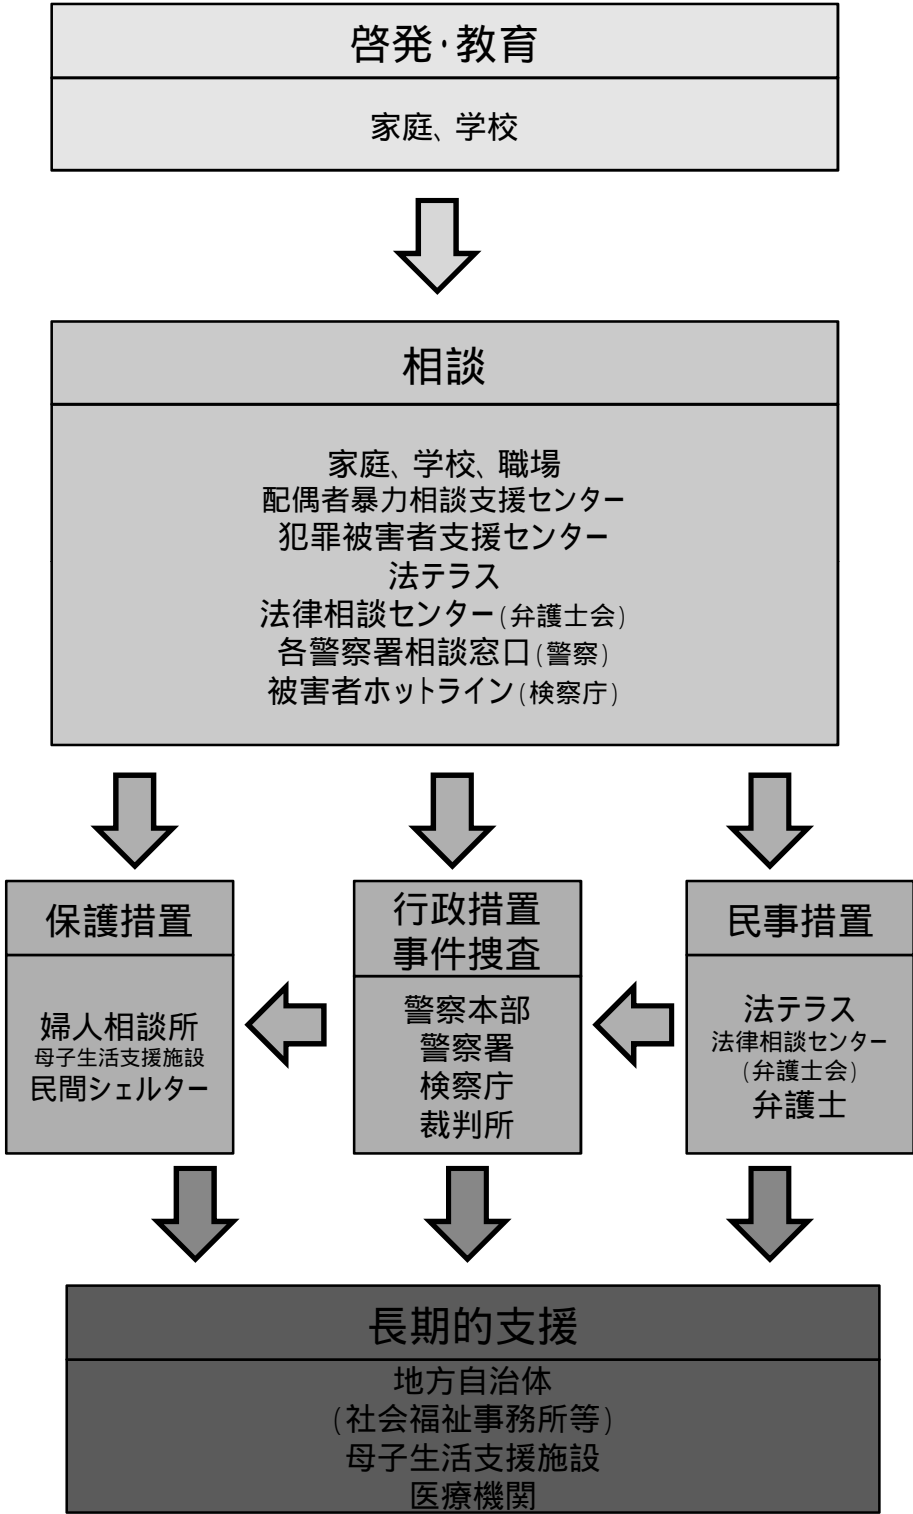 啓発・教育
家庭、学校
相談
家庭、学校、職場
配偶者暴力相談支援センター
犯罪被害者支援センター
法テラス
法律相談センター(弁護士会)
各警察署相談窓口(警察)
被害者ホットライン(検察庁)
保護措置
婦人相談所
母子生活支援施設
民間シェルター
行政措置
事件捜査
警察本部
警察署
検察庁
裁判所
民事措置
法テラス
法律相談センター
(弁護士会)
弁護士
長期的支援
地方自治体
(社会福祉事務所等)
母子生活支援施設
医療機関